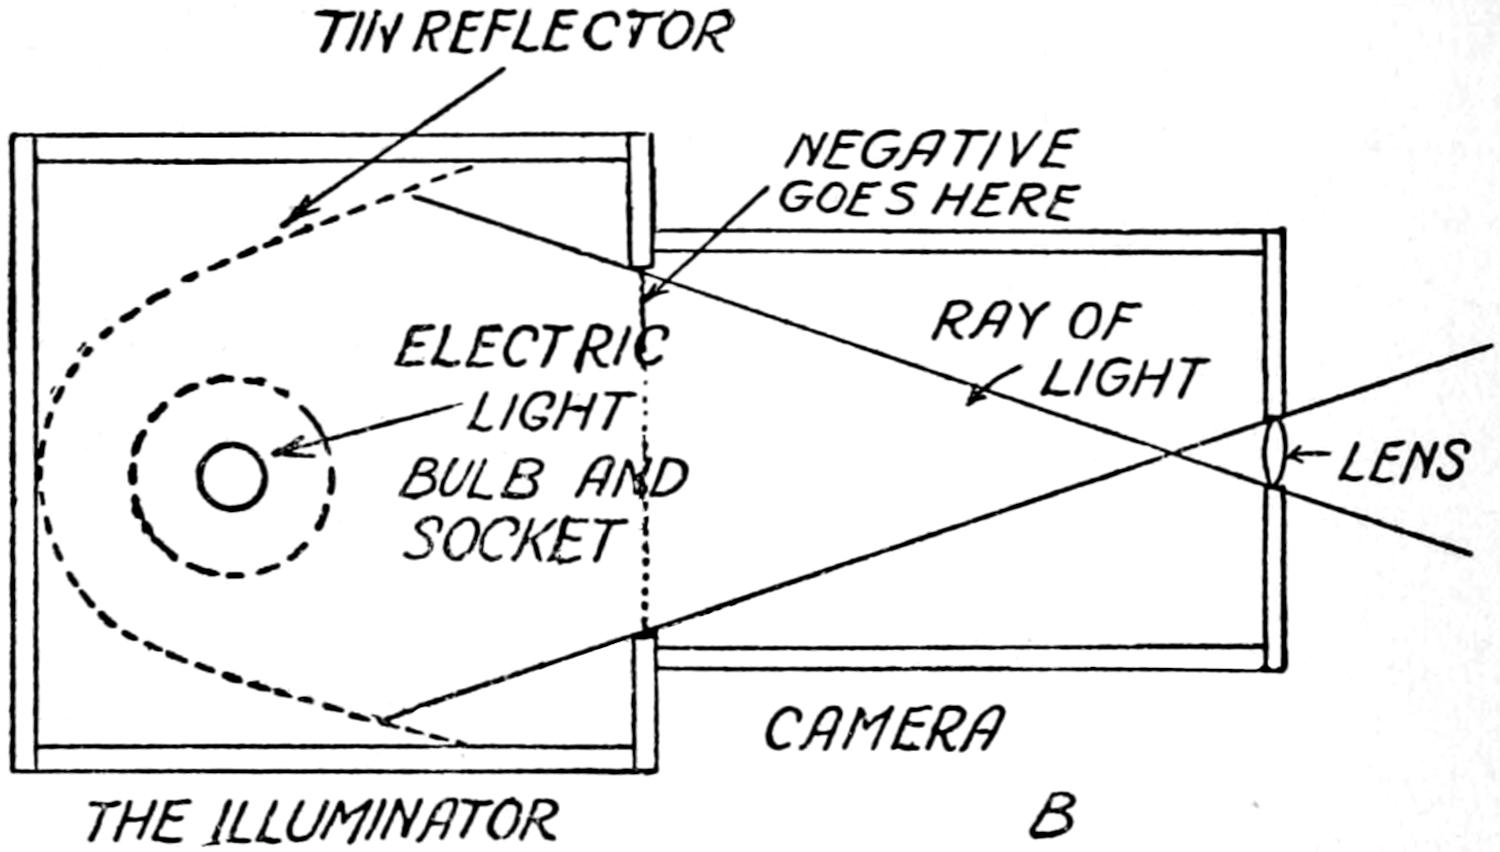 TIN REFLECTOR
NEGATIVE
GOES HERE
ELECTRIC
LIGHT
BULB AND
SOCKET
RAY OF
LIGHT
LENS
CAMERA
THE ILLUMINATOR
B